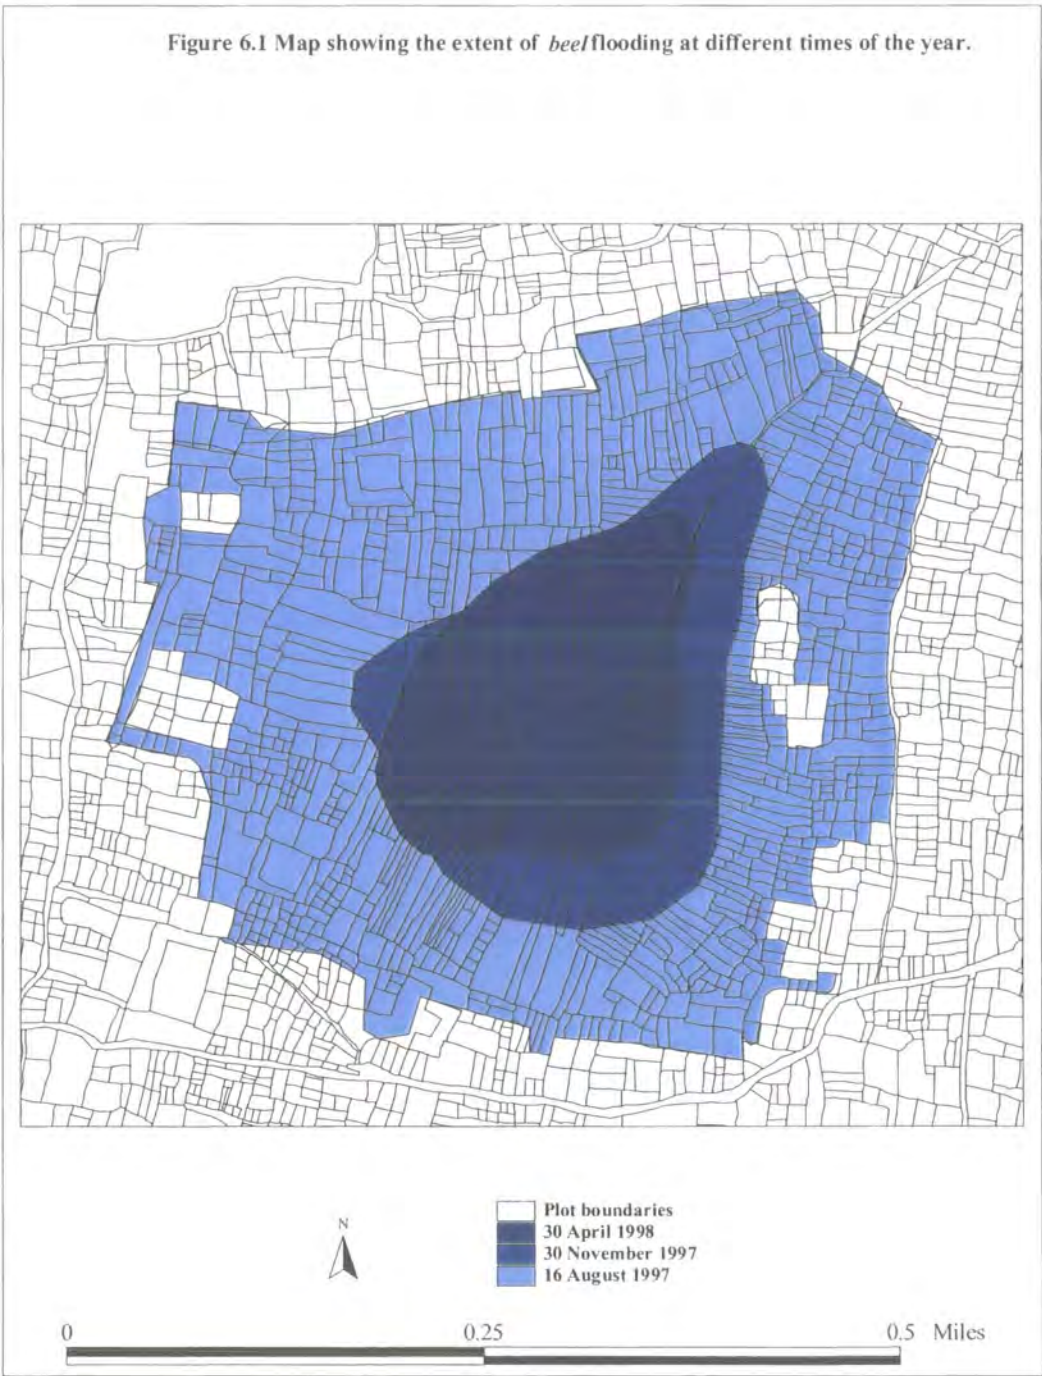 Figure 6.1 Map showing the extent of beel flooding at different times of the year.
Plot boundaries
30 April 1998
30 November 1997
16 August 1997
N
0 0.25 0.5 Miles